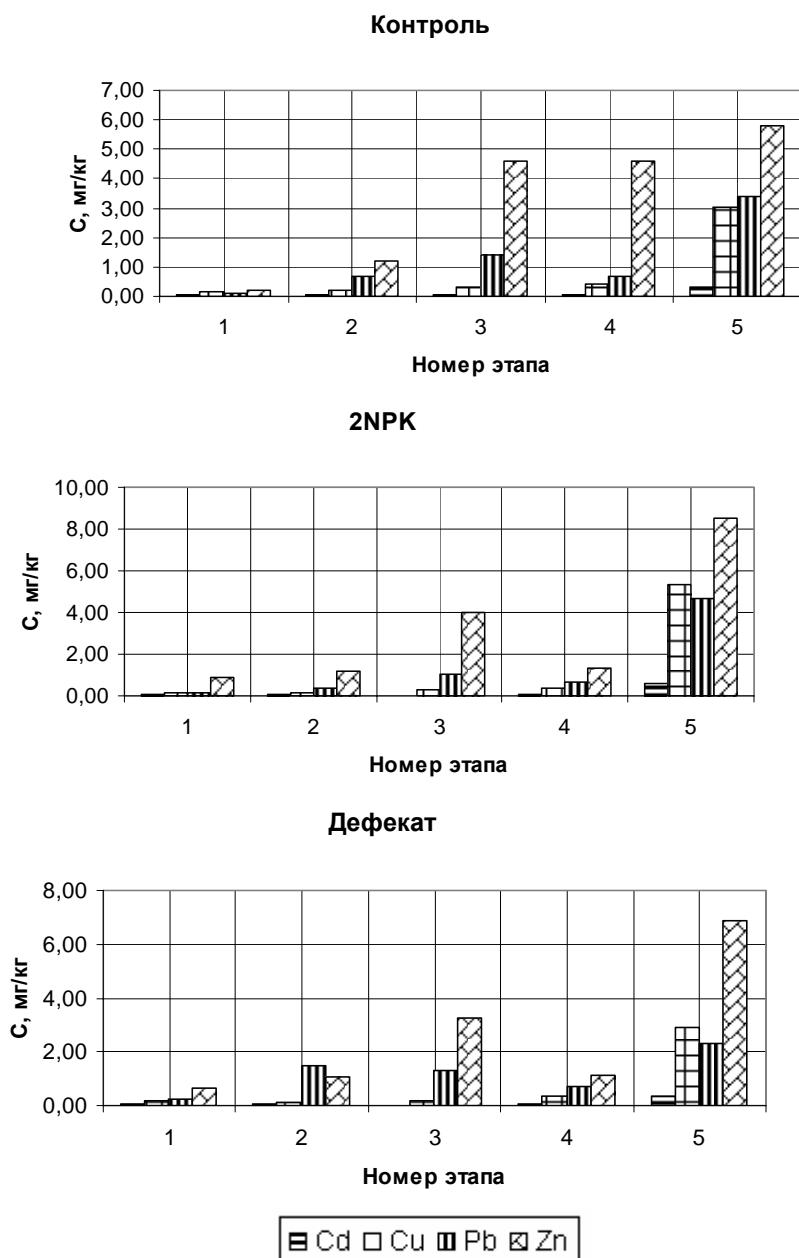 Контроль
7,00
6,00
5,00
4,00
3,00
2,00
1,00
0,00
С, мг/кг
1 2 3 4 5
Номер этапа
2NPK
10,00
8,00
6,00
4,00
2,00
0,00
С, мг/кг
1 2 3 4 5
Номер этапа
Дефекат
8,00
6,00
4,00
2,00
0,00
С, мг/кг
1 2 3 4 5
Номер этапа
Cd Cu Pb Zn